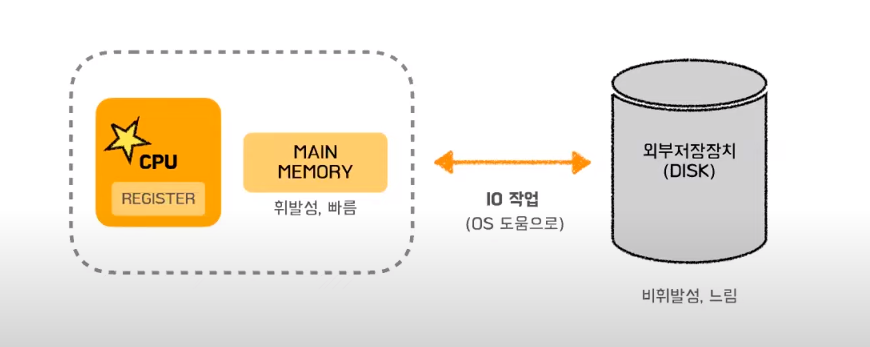 CPU
REGISTER
MAIN
MEMORY
휘발성, 빠름
IO 작업
(OS 도움으로)
외부저장장치
(DISK)
비휘발성, 느림